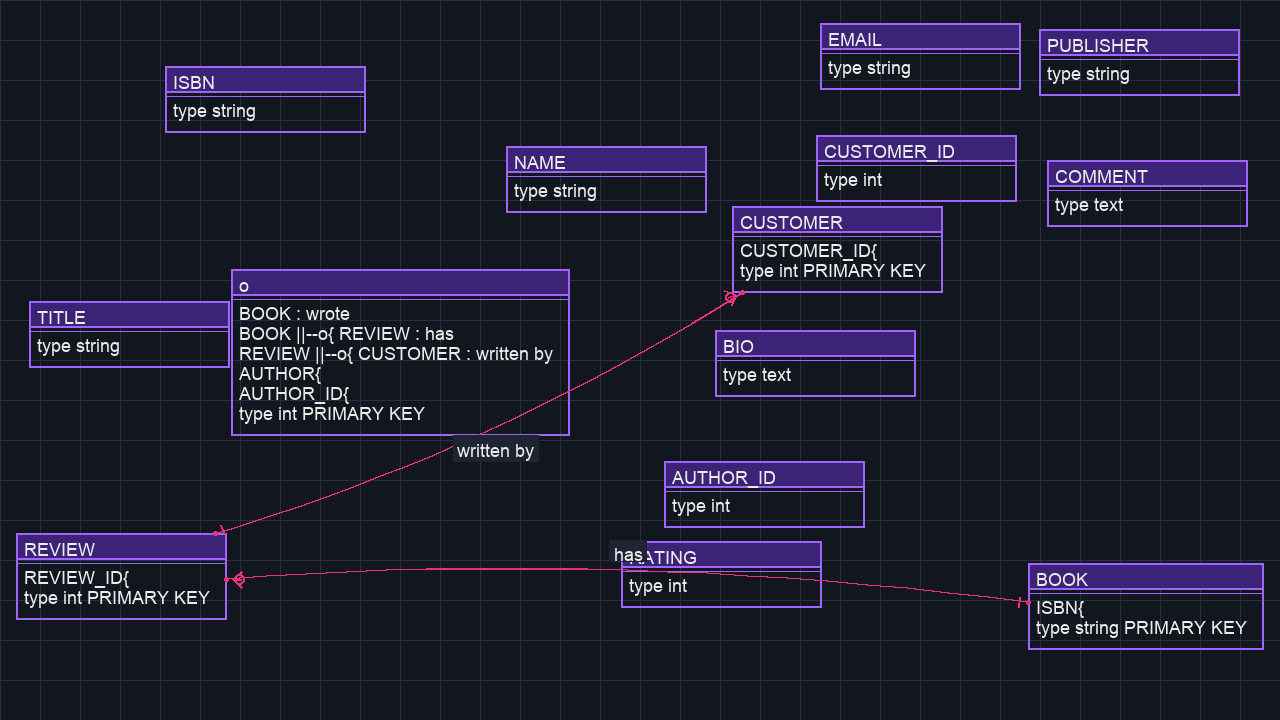 EMAIL
type string
PUBLISHER
type string
ISBN
type string
NAME
type string
CUSTOMER_ID
type int
COMMENT
type text
CUSTOMER
CUSTOMER_ID{
type int PRIMARY KEY
o
BOOK : wrote
BOOK ||--o{ REVIEW : has
REVIEW ||--o{ CUSTOMER : written by
AUTHOR{
AUTHOR_ID{
type int PRIMARY KEY
TITLE
type string
BIO
type text
written by
AUTHOR_ID
type int
has
RATING
type int
REVIEW
REVIEW_ID{
type int PRIMARY KEY
BOOK
ISBN{
type string PRIMARY KEY